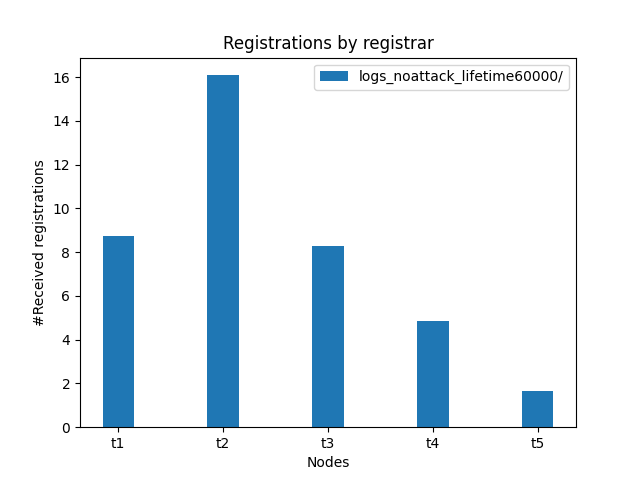 Registrations by registrar
logs_noattack_lifetime60000/
#Received registrations
16
14
12
10
8
6
4
2
0
t1 t2 t3 t4 t5
Nodes